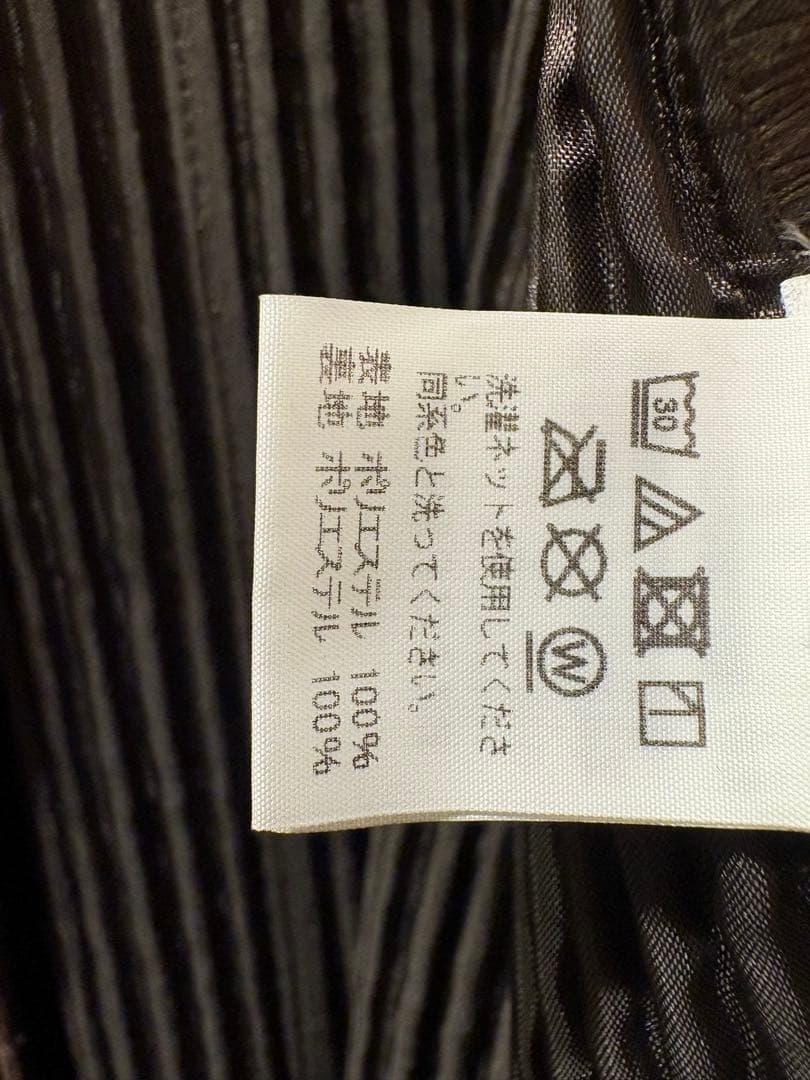 30
W
洗濯ネットを使用してくださ
い。
同系色と洗ってください。
表地 ポリエステル 100%
裏地 ポリエステル 100%